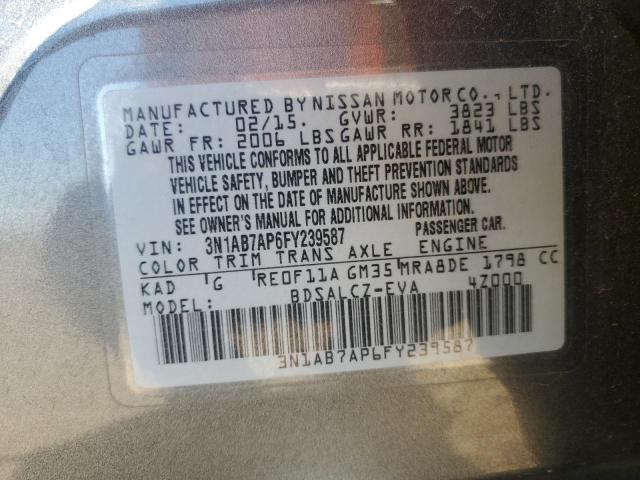 MANUFACTURED BY NISSAN MOTOR CO., LTD.
DATE: 02/15. GVWR: 3823 LBS
GAWR FR: 2006 LBS GAWR RR: 1841 LBS
THIS VEHICLE CONFORMS TO ALL APPLICABLE FEDERAL MOTOR
VEHICLE SAFETY, BUMPER AND THEFT PREVENTION STANDARDS
IN EFFECT ON THE DATE OF MANUFACTURE SHOWN ABOVE.
SEE OWNER'S MANUAL FOR ADDITIONAL INFORMATION.
VIN: 3N1AB7AP6FY239587 PASSENGER CAR.
COLOR TRIM TRANS AXLE ENGINE
KAD G RE0F11A GM35 MRA8DE 1798 CC
MODEL: BDSALCZ-EVA 4Z000
3N1AB7AP6FY239587